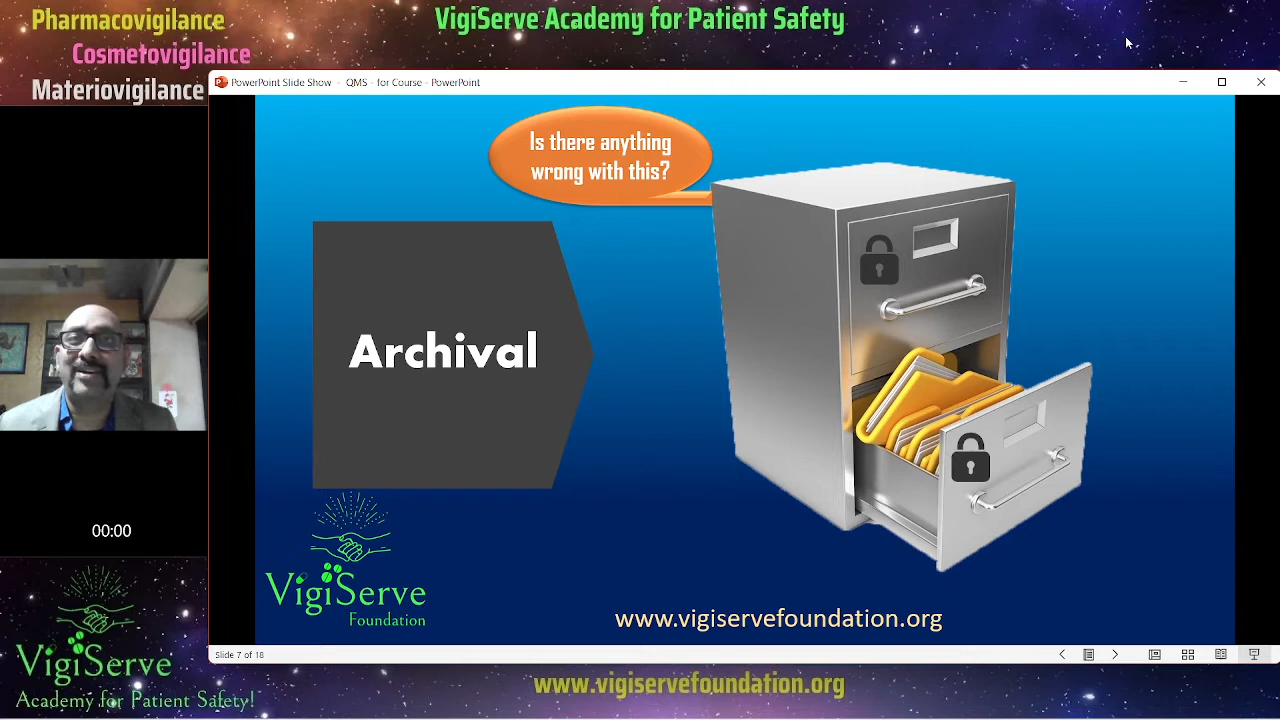 Pharmacovigilance
Cosmetovigilance
Materiovigilance
VigiServe Academy for Patient Safety
PowerPoint Slide Show - QMS - for Course - PowerPoint
Is there anything
wrong with this?
Archival
VigiServe
Foundation
www.vigiservefoundation.org
00:00
VigiServe
Academy for Patient Safety!
Slide 7 of 18
www.vigiservefoundation.org